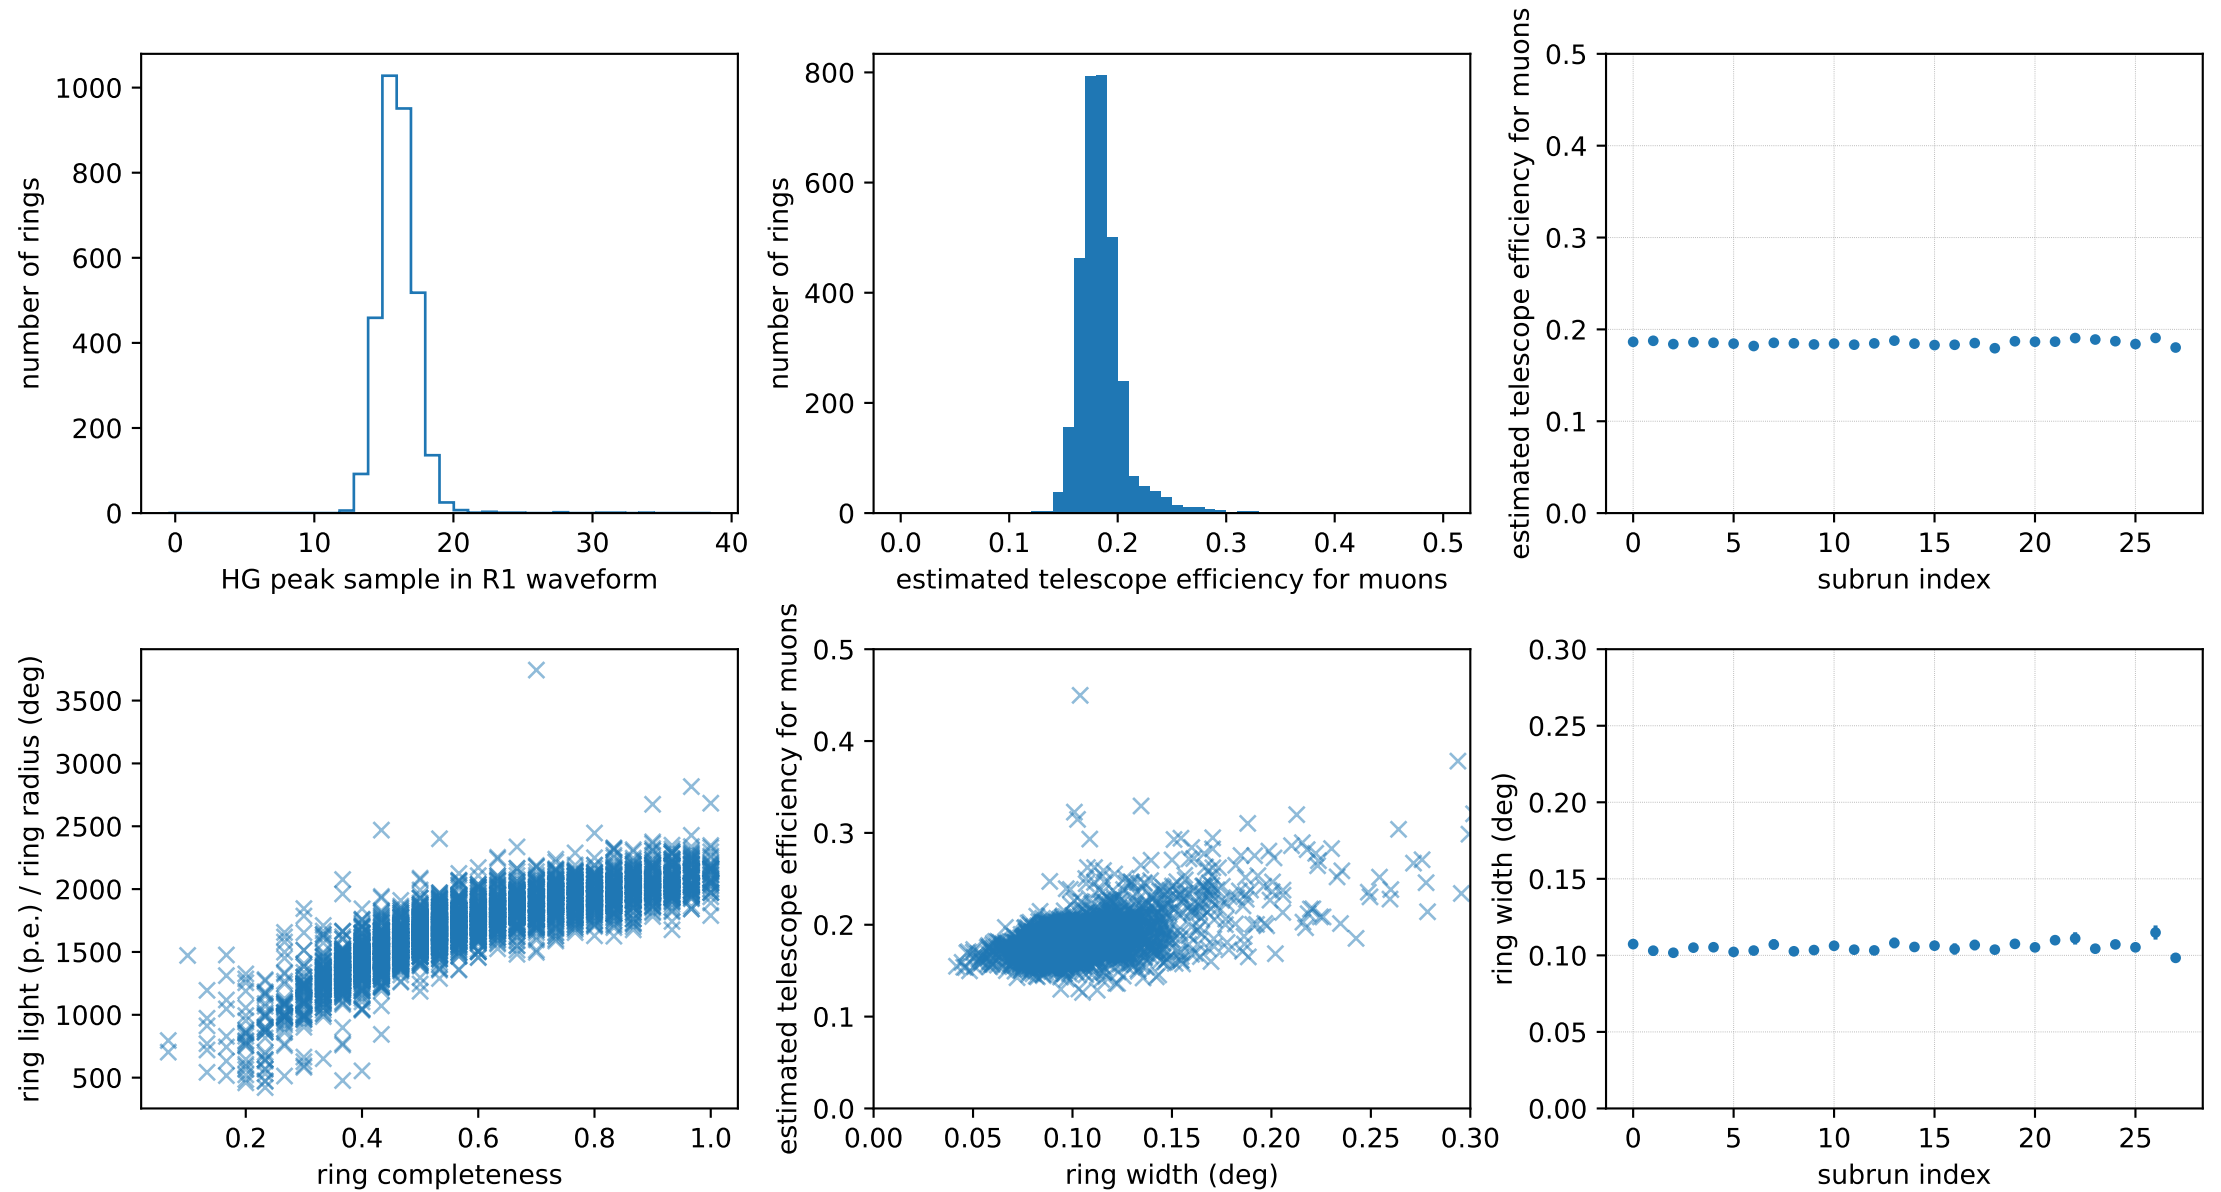 1000
800
600
400
200
0
0 10 20 30 40
number of rings
HG peak sample in R1 waveform
800
600
400
200
0
0.0 0.1 0.2 0.3 0.4 0.5
number of rings
estimated telescope efficiency for muons
0.5
0.4
0.3
0.2
0.1
0.0
0 5 10 15 20 25
estimated telescope efficiency for muons
subrun index
3500
3000
2500
2000
1500
1000
500
0.2 0.4 0.6 0.8 1.0
ring light (p.e.) / ring radius (deg)
ring completeness
0.5
0.4
0.3
0.2
0.1
0.0
0.00 0.05 0.10 0.15 0.20 0.25 0.30
estimated telescope efficiency for muons
ring width (deg)
0.30
0.25
0.20
0.15
0.10
0.05
0.00
0 5 10 15 20 25
ring width (deg)
subrun index